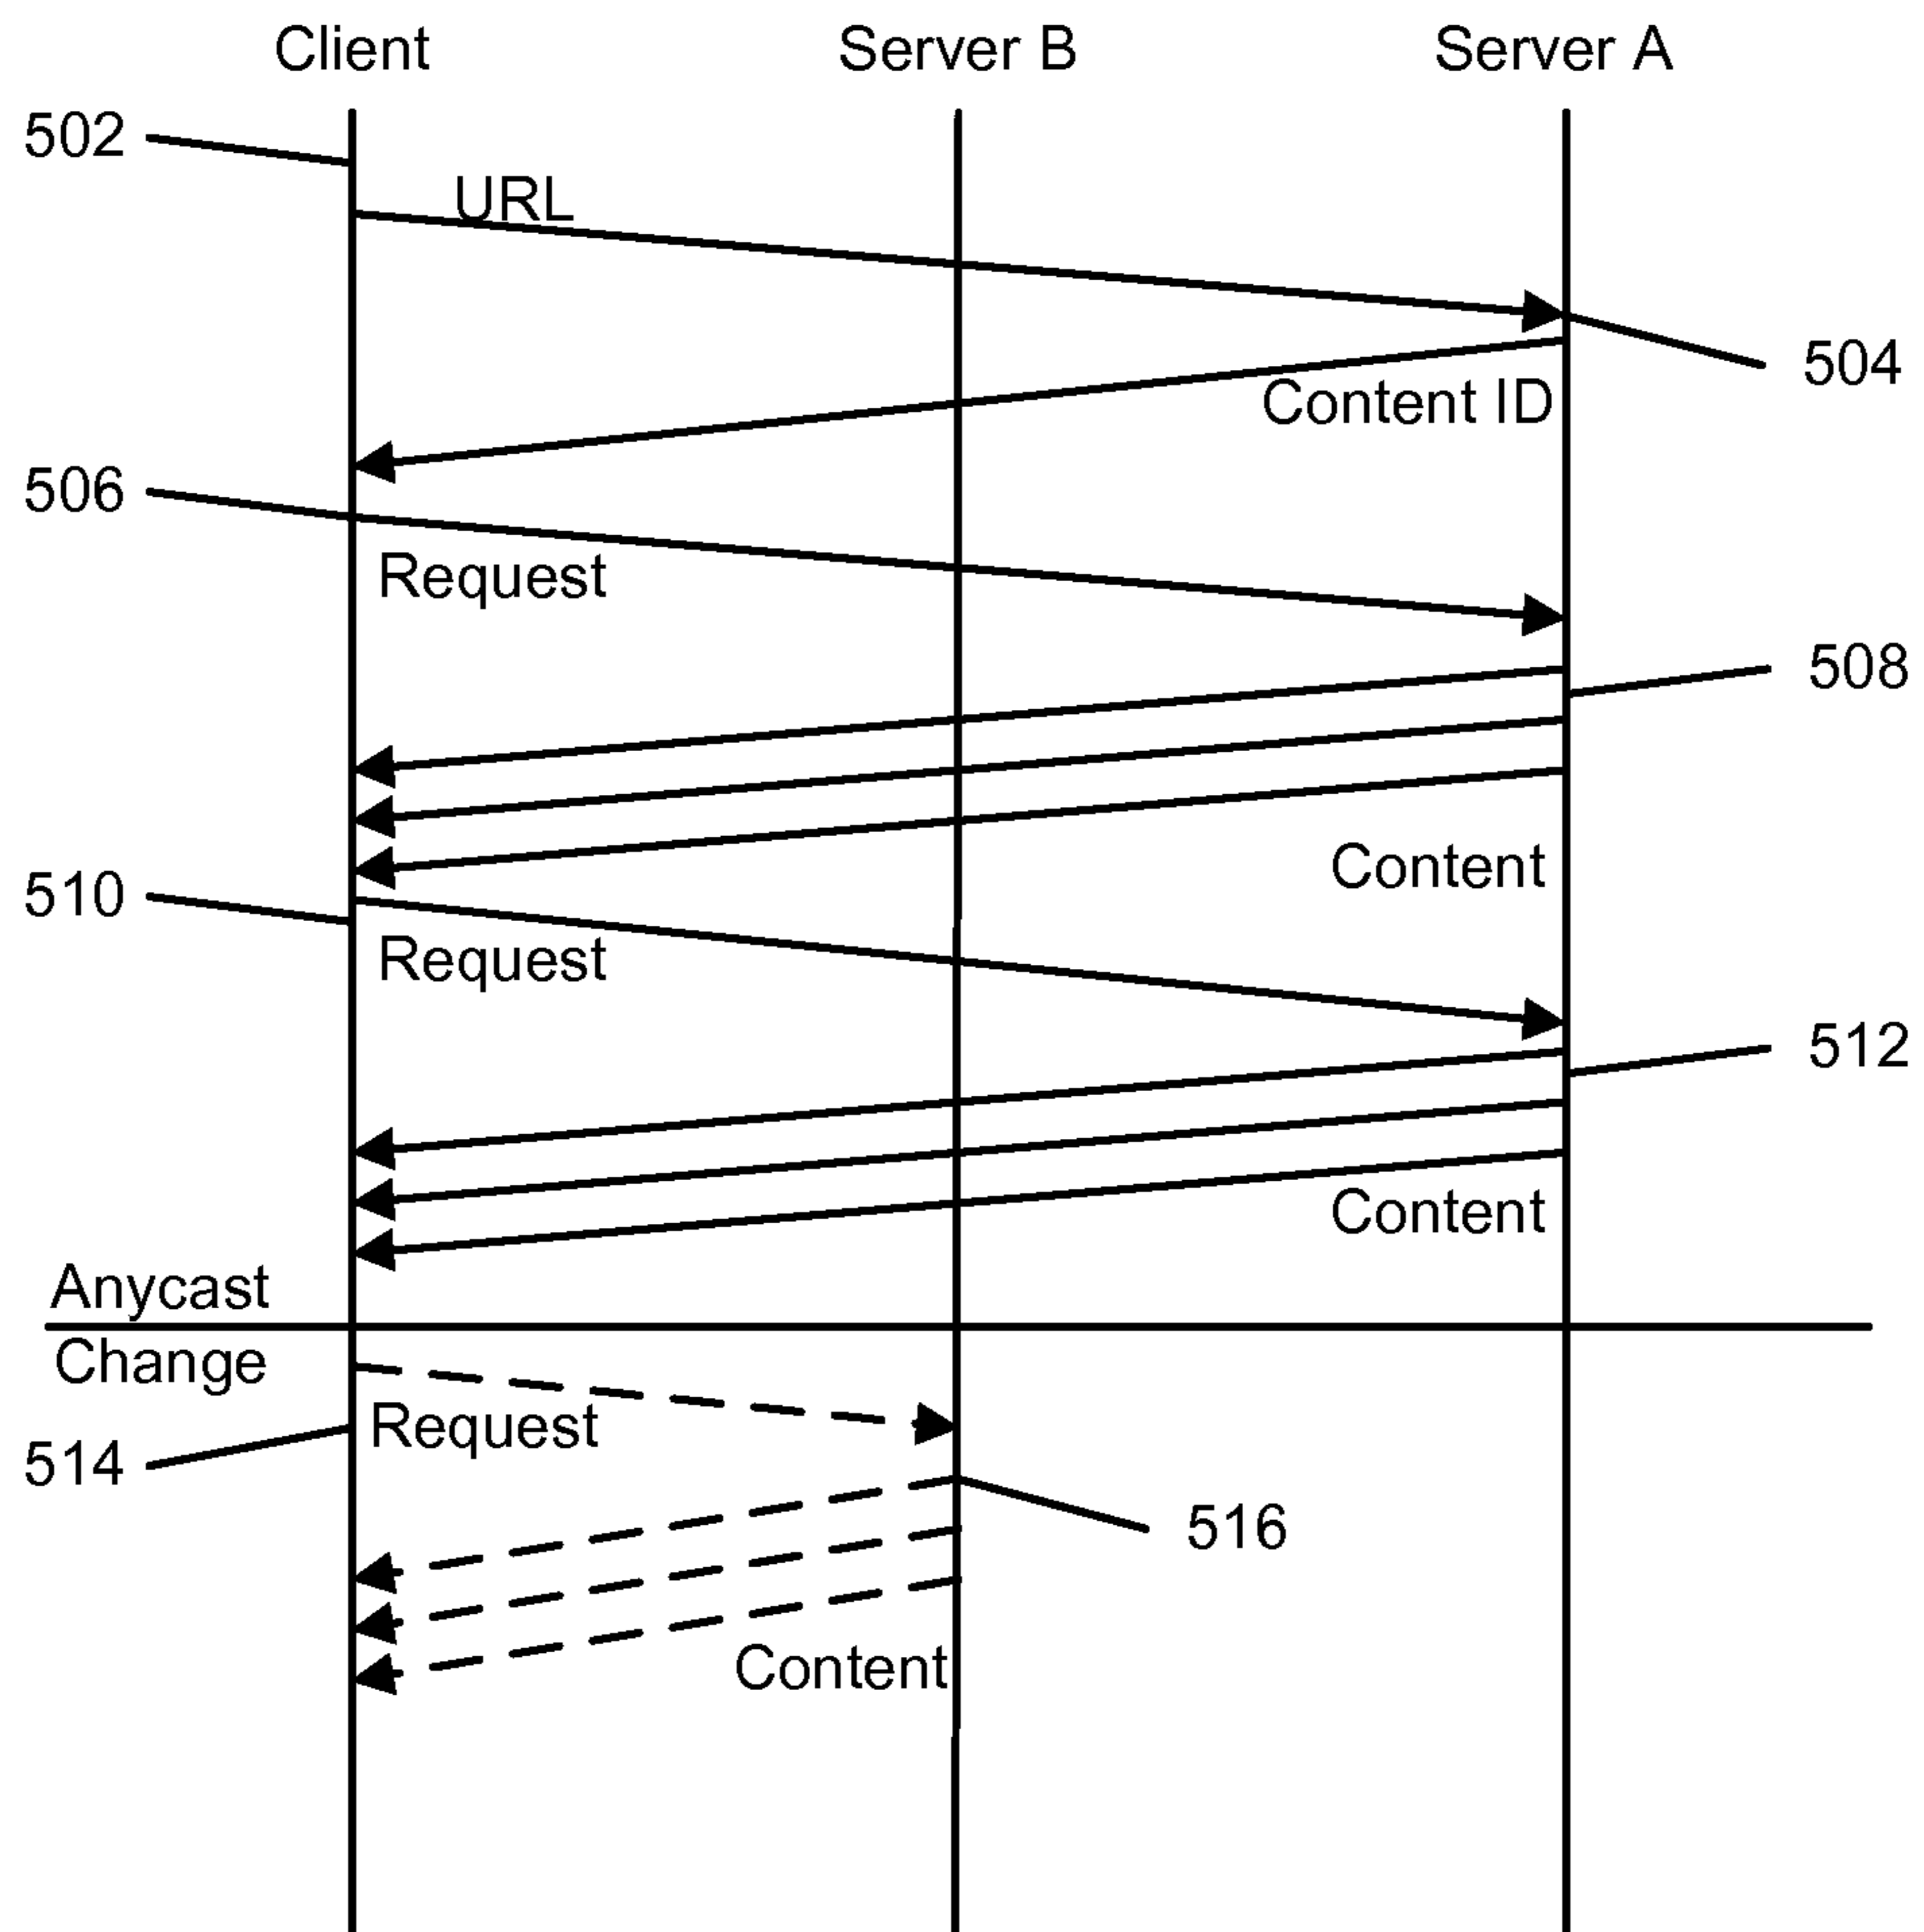 Client
Server B
Server A
502
URL
504
Content ID
506
Request
508
Content
510
Request
512
Content
Anycast
Change
Request
514
516
Content